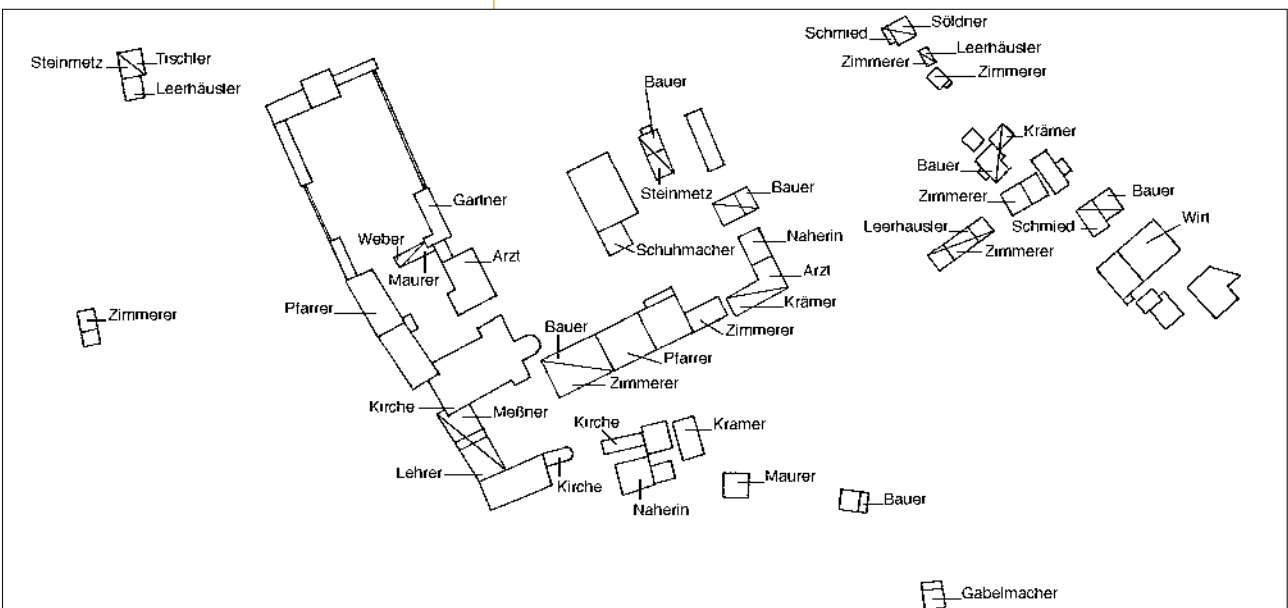 Söldner
Schmied
Steinmetz
Tischler
Leerhäusler
Leerhäusler
Zimmerer
Zimmerer
Bauer
Krämer
Bauer
Steinmetz
Bauer
Zimmerer
Bauer
Gartner
Wirt
Leerhausler
Schmied
Weber
Naherin
Schuhmacher
Zimmerer
Arzt
Maurer
Arzt
Krämer
Pfarrer
Zimmerer
Bauer
Zimmerer
Pfarrer
Zimmerer
Kirche
Meßner
Kirche
Kramer
Lehrer
Kirche
Maurer
Bauer
Naherin
Gabelmacher